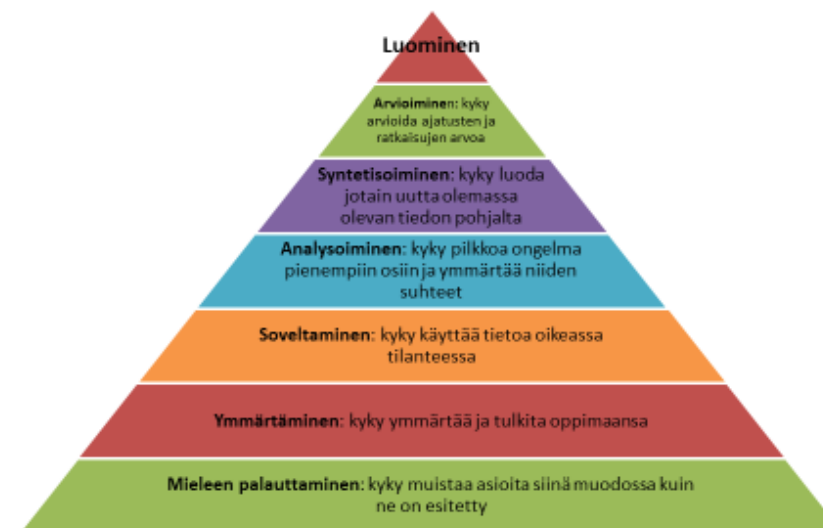 Luominen
Arvioiminen: kyky
arvioida ajatusten ja
ratkaisujen arvoa
Syntetisoiminen: kyky luoda
jotain uutta olemassa
olevan tiedon pohjalta
Analysoiminen: kyky pilkkoa ongelma
pienempiin osiin ja ymmärtää niiden
suhteet
Soveltaminen: kyky käyttää tietoa oikeassa
tilanteessa
Ymmärtäminen: kyky ymmärtää ja tulkita oppimaansa
Mieleen palauttaminen: kyky muistaa asioita siinä muodossa kuin
ne on esitetty